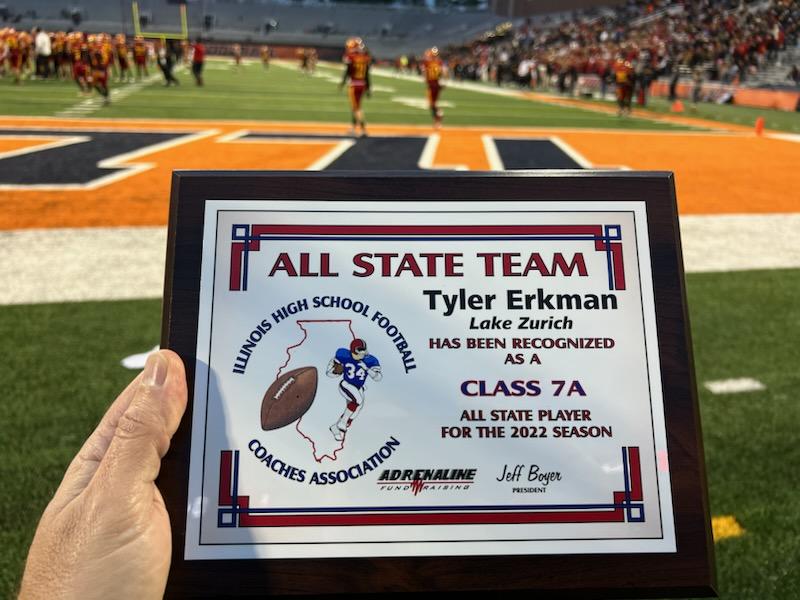 ALL STATE TEAM
Tyler Erkman
Lake Zurich
HAS BEEN RECOGNIZED
AS A
CLASS 7A
ALL STATE PLAYER
FOR THE 2022 SEASON
ILLINOIS HIGH SCHOOL FOOTBALL
34
COACHES ASSOCIATION
ADRENALINE
FUNDRAISING
Jeff Boyer
PRESIDENT